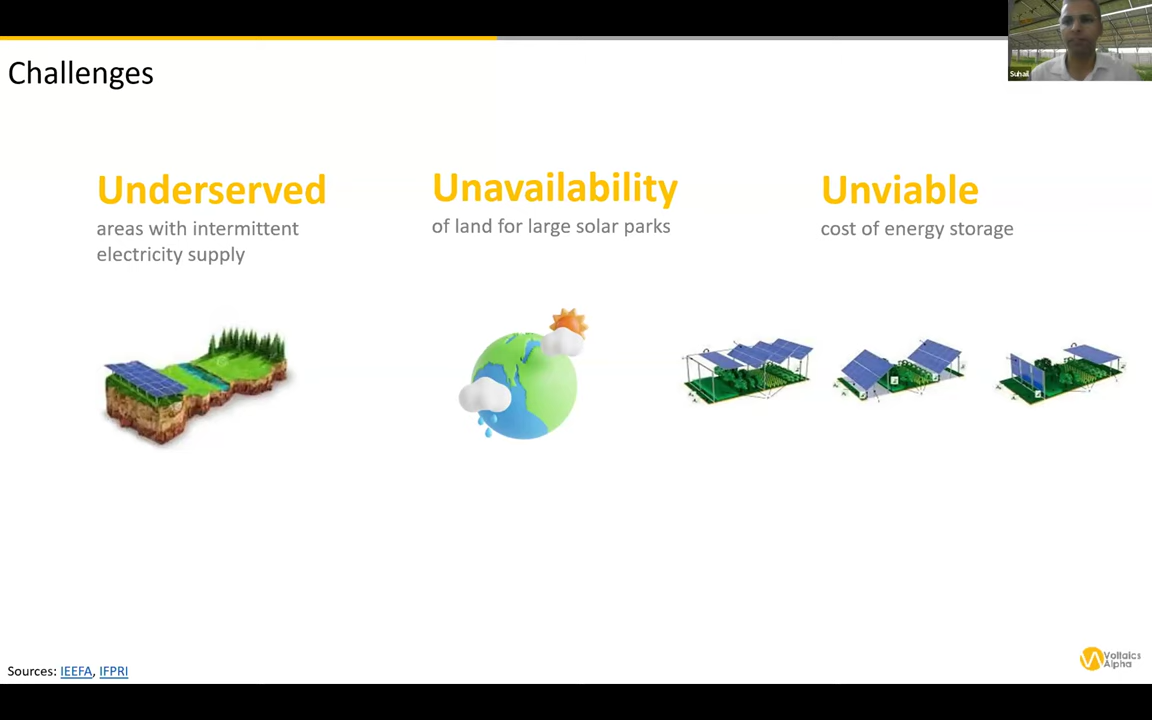 Suhail
Challenges
Underserved
areas with intermittent
electricity supply
Unavailability
of land for large solar parks
Unviable
cost of energy storage
Sources: IEEFA, IFPRI
Voltaics
Alpha